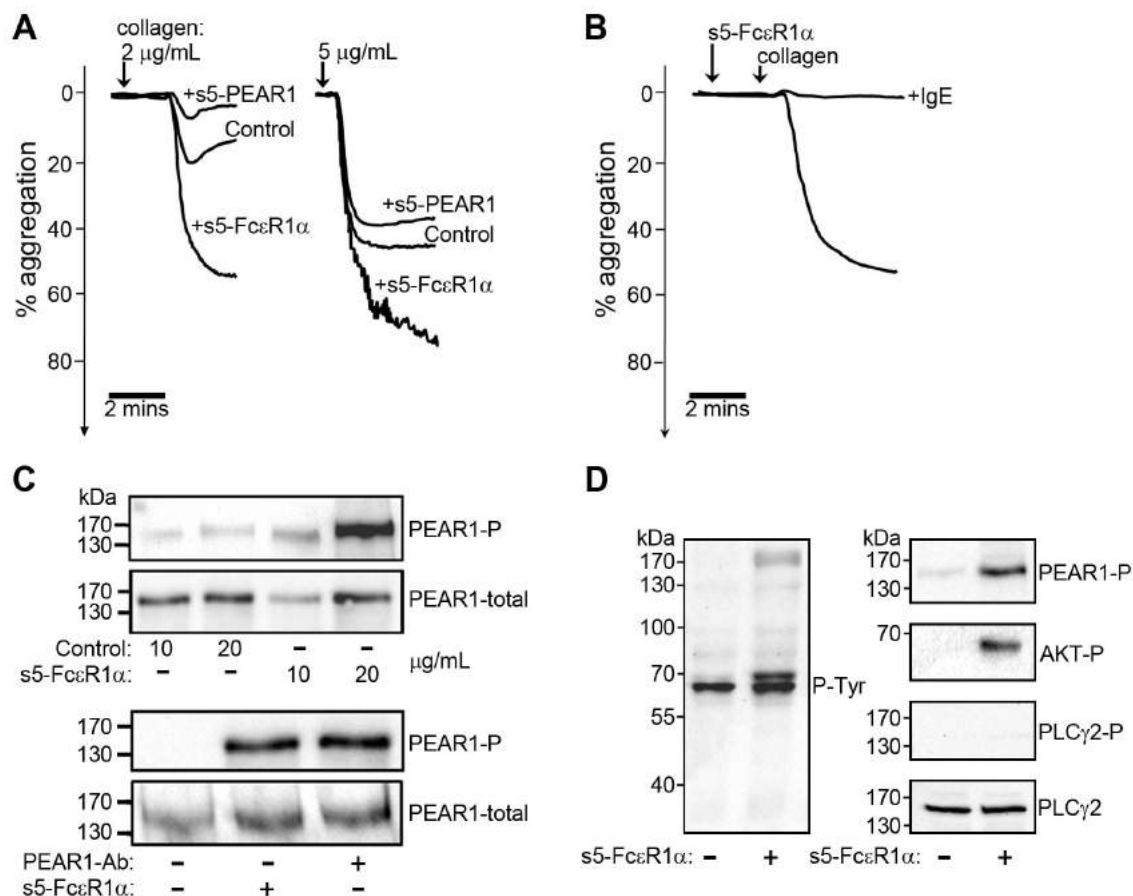 A
collagen:
2 μg/mL
5 μg/mL
0
20
40
60
80
% aggregation
+s5-PEAR1
Control
+s5-FcεR1α
+s5-PEAR1
Control
+s5-FcεR1α
2 mins
B
s5-FcεR1α
collagen
0
20
40
60
80
% aggregation
+IgE
2 mins
C
kDa
170
130
PEAR1-P
170
130
PEAR1-total
Control: 10 20 – –
s5-FcεR1α: – – 10 20
μg/mL
170
130
PEAR1-P
170
130
PEAR1-total
PEAR1-Ab: – – +
s5-FcεR1α: – + –
D
kDa
170
130
100
70
55
40
P-Tyr
s5-FcεR1α: – +
kDa
170
130
PEAR1-P
70
AKT-P
170
130
PLCγ2-P
170
130
PLCγ2
s5-FcεR1α: – +